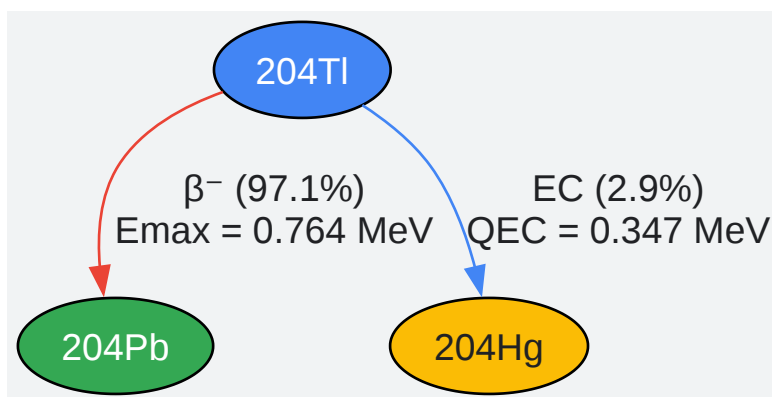 204Tl
β⁻ (97.1%)
Emax = 0.764 MeV
EC (2.9%)
QEC = 0.347 MeV
204Pb
204Hg